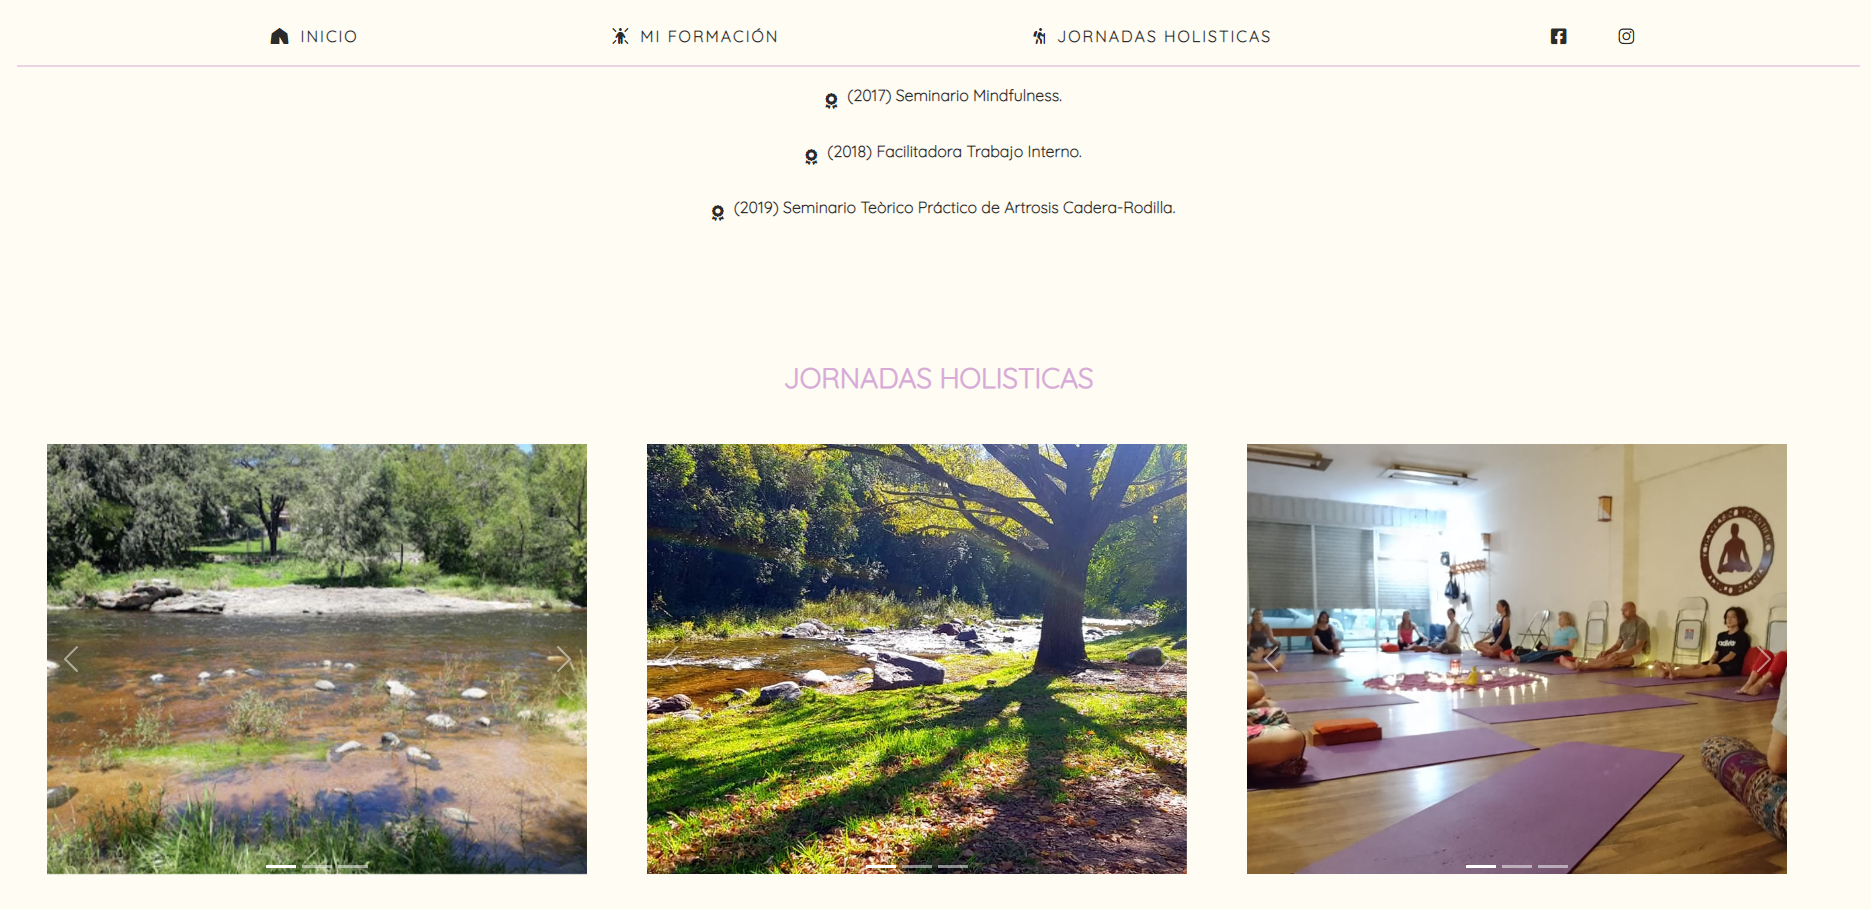 INICIO
MI FORMACIÓN
JORNADAS HOLISTICAS
(2017) Seminario Mindfulness.
(2018) Facilitadora Trabajo Interno.
(2019) Seminario Teòrico Práctico de Artrosis Cadera-Rodilla.
JORNADAS HOLISTICAS